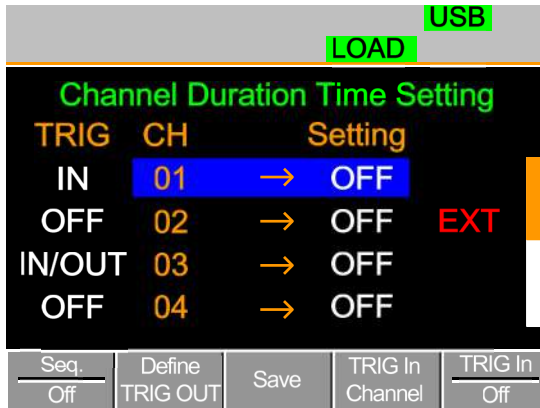 USB
LOAD
Channel Duration Time Setting
TRIG CH Setting
IN 01 → OFF
OFF 02 → OFF EXT
IN/OUT 03 → OFF
OFF 04 → OFF
Seq. Define TRIG In TRIG In
Off TRIG OUT Save Channel Off